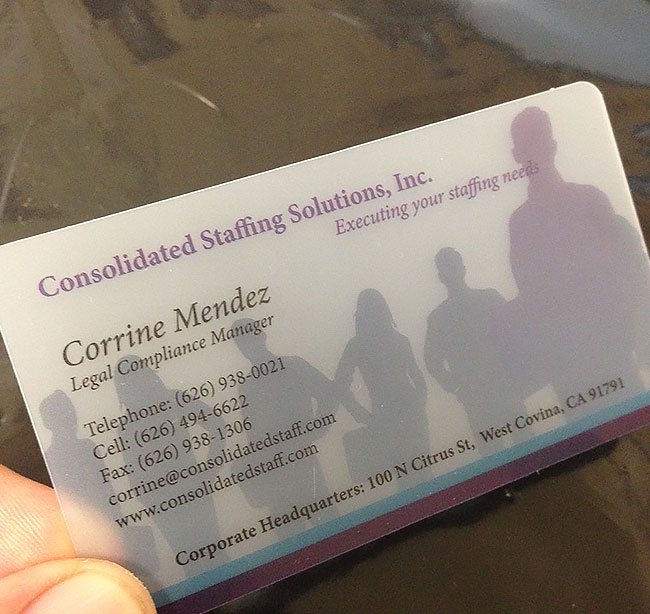 Consolidated Staffing Solutions, Inc.
Executing your staffing needs
Corrine Mendez
Legal Compliance Manager
Telephone: (626) 938-0021
Cell: (626) 494-6622
Fax: (626) 938-1306
corrine@consolidatedstaff.com
www.consolidatedstaff.com
Corporate Headquarters: 100 N Citrus St, West Covina, CA 91791